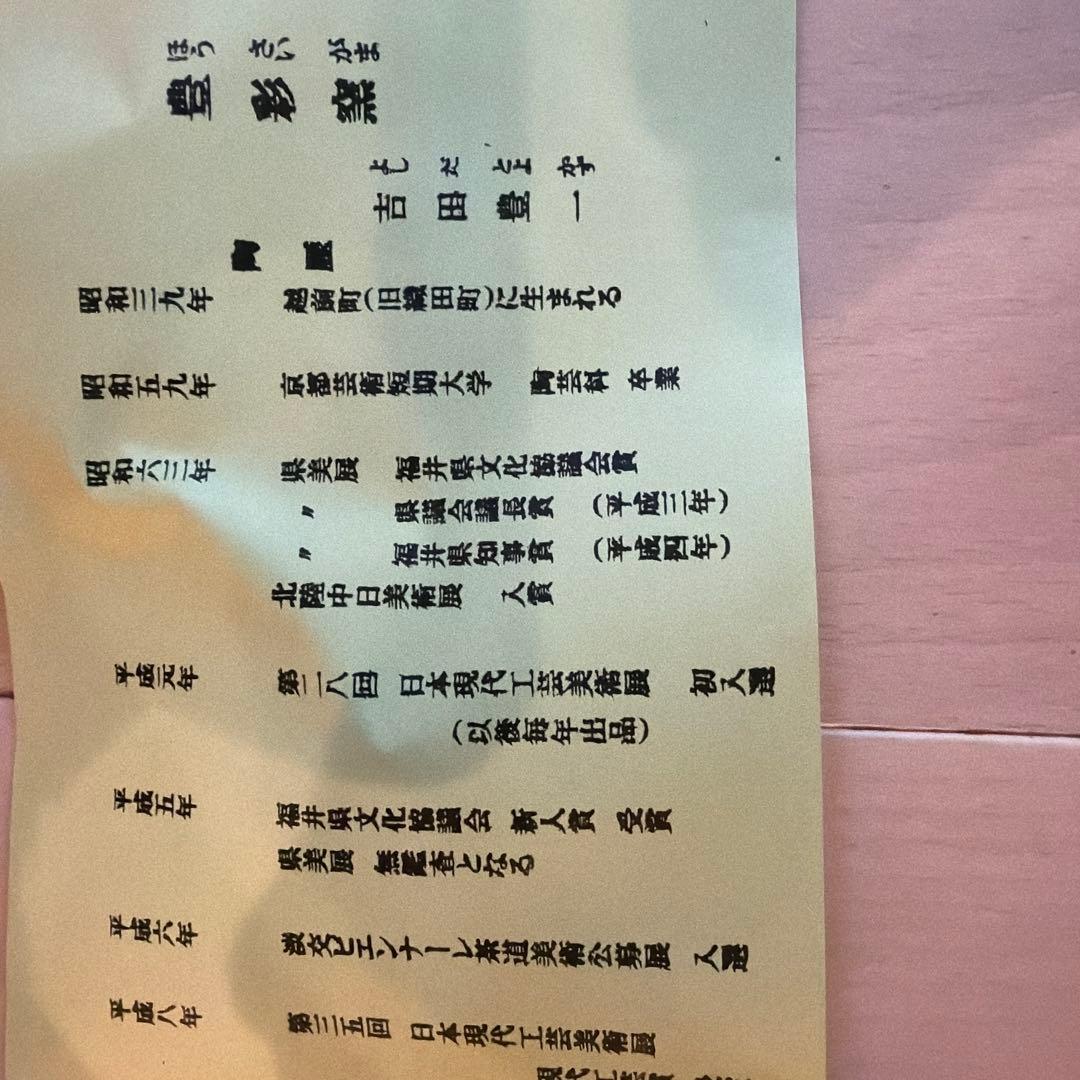 ほうさいがま
豊彩窯
よしだとよかず
吉田豊一
陶歴
昭和三九年 越前町(旧織田町)に生まれる
昭和五九年 京都芸術短期大学 陶芸科 卒業
昭和六三年 県美展 福井県文化協議会賞
〃 県議会議長賞 (平成三年)
〃 福井県知事賞 (平成四年)
北陸中日美術展 入賞
平成元年 第二八回 日本現代工芸美術展 初入選
(以後毎年出品)
平成五年 福井県文化協議会 新人賞 受賞
県美展 無鑑査となる
平成六年 淡交ビエンナーレ茶道美術公募展 入選
平成八年 第三五回 日本現代工芸美術展
現代工芸賞